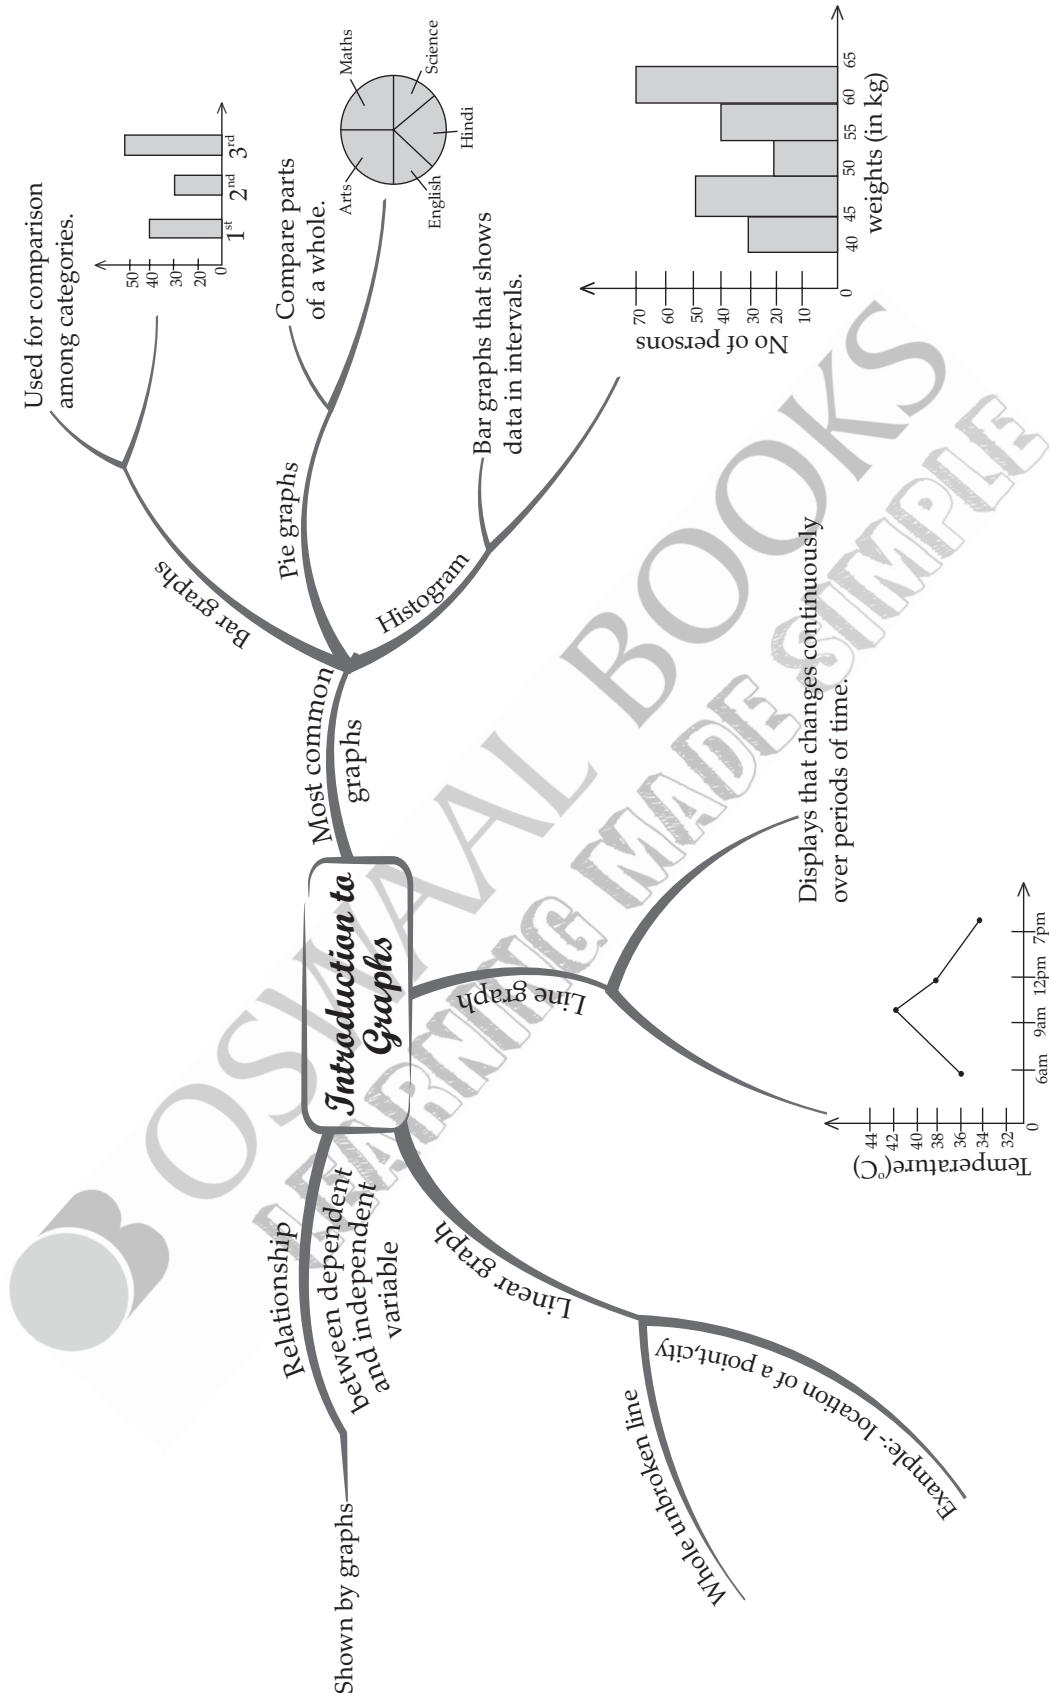 Introduction to
Graphs
Relationship
between dependent
and independent
variable
Shown by graphs
Most common
graphs
Bar graphs
Used for comparison
among categories.
50
40
30
20
0
1st
2nd
3rd
Pie graphs
Compare parts
of a whole.
Arts
Maths
English
Hindi
Science
Histogram
Bar graphs that shows
data in intervals.
No of persons
70
60
50
40
30
20
10
0
40
45
50
55
60
65
weights (in kg)
Line graph
Displays that changes continuously
over periods of time.
Temperature(°C)
44
42
40
38
36
34
32
0
6am
9am
12pm
7pm
Linear graph
Whole unbroken line
Example:- location of a point,city
OSWAAL BOOKS
LEARNING MADE SIMPLE